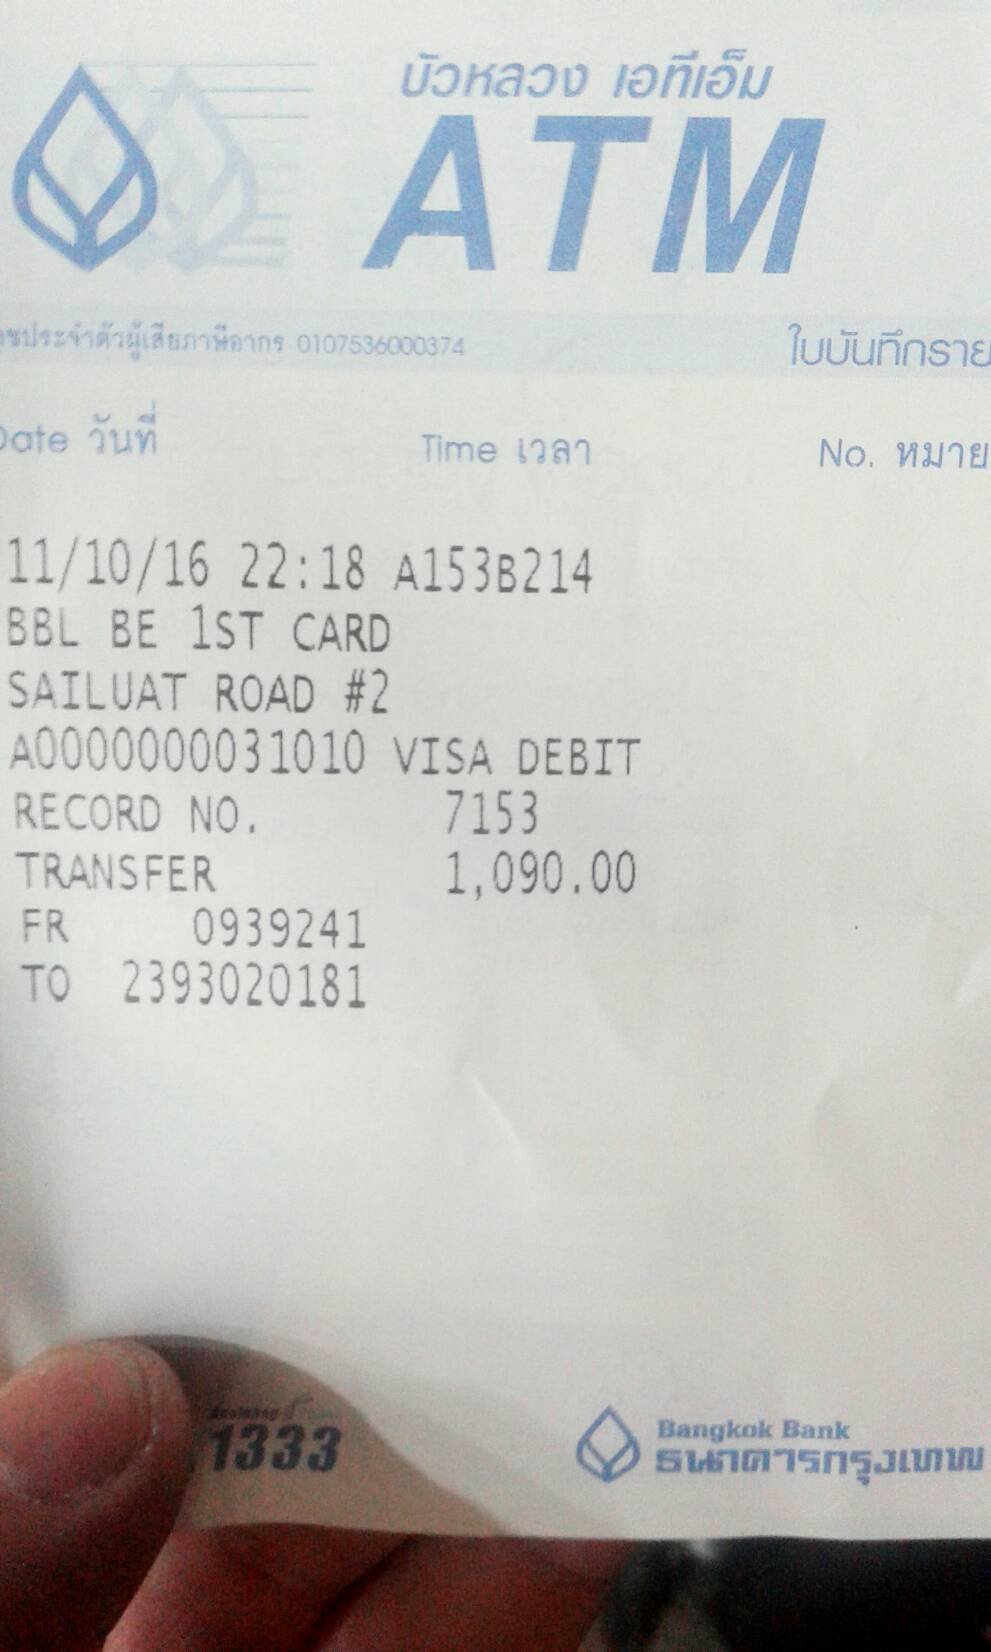 บัวหลวง เอทีเอ็ม
ATM
ขประจำตัวผู้เสียภาษีอากร 0107536000374
ใบบันทึกราย
Date วันที่ Time เวลา No. หมาย
11/10/16 22:18 A153B214
BBL BE 1ST CARD
SAILUAT ROAD #2
A0000000031010 VISA DEBIT
RECORD NO. 7153
TRANSFER 1,090.00
FR 0939241
TO 2393020181
1333
Bangkok Bank
ธนาคารกรุงเทพ